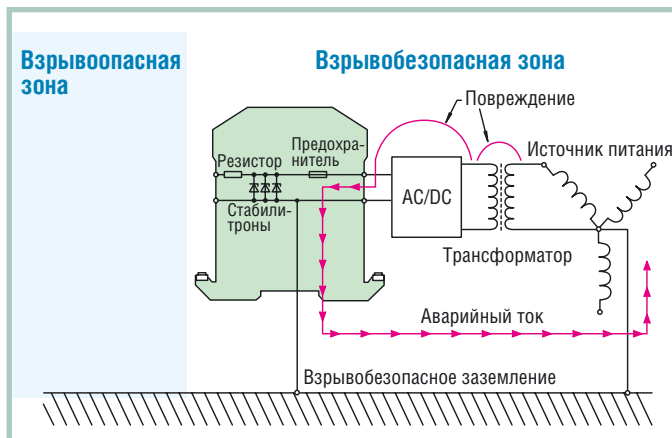 Взрывоопасная
зона
Взрывобезопасная зона
Повреждение
Предохра-
нитель
Резистор
Источник питания
AC/DC
Стабили-
троны
Трансформатор
Аварийный ток
Взрывобезопасное заземление